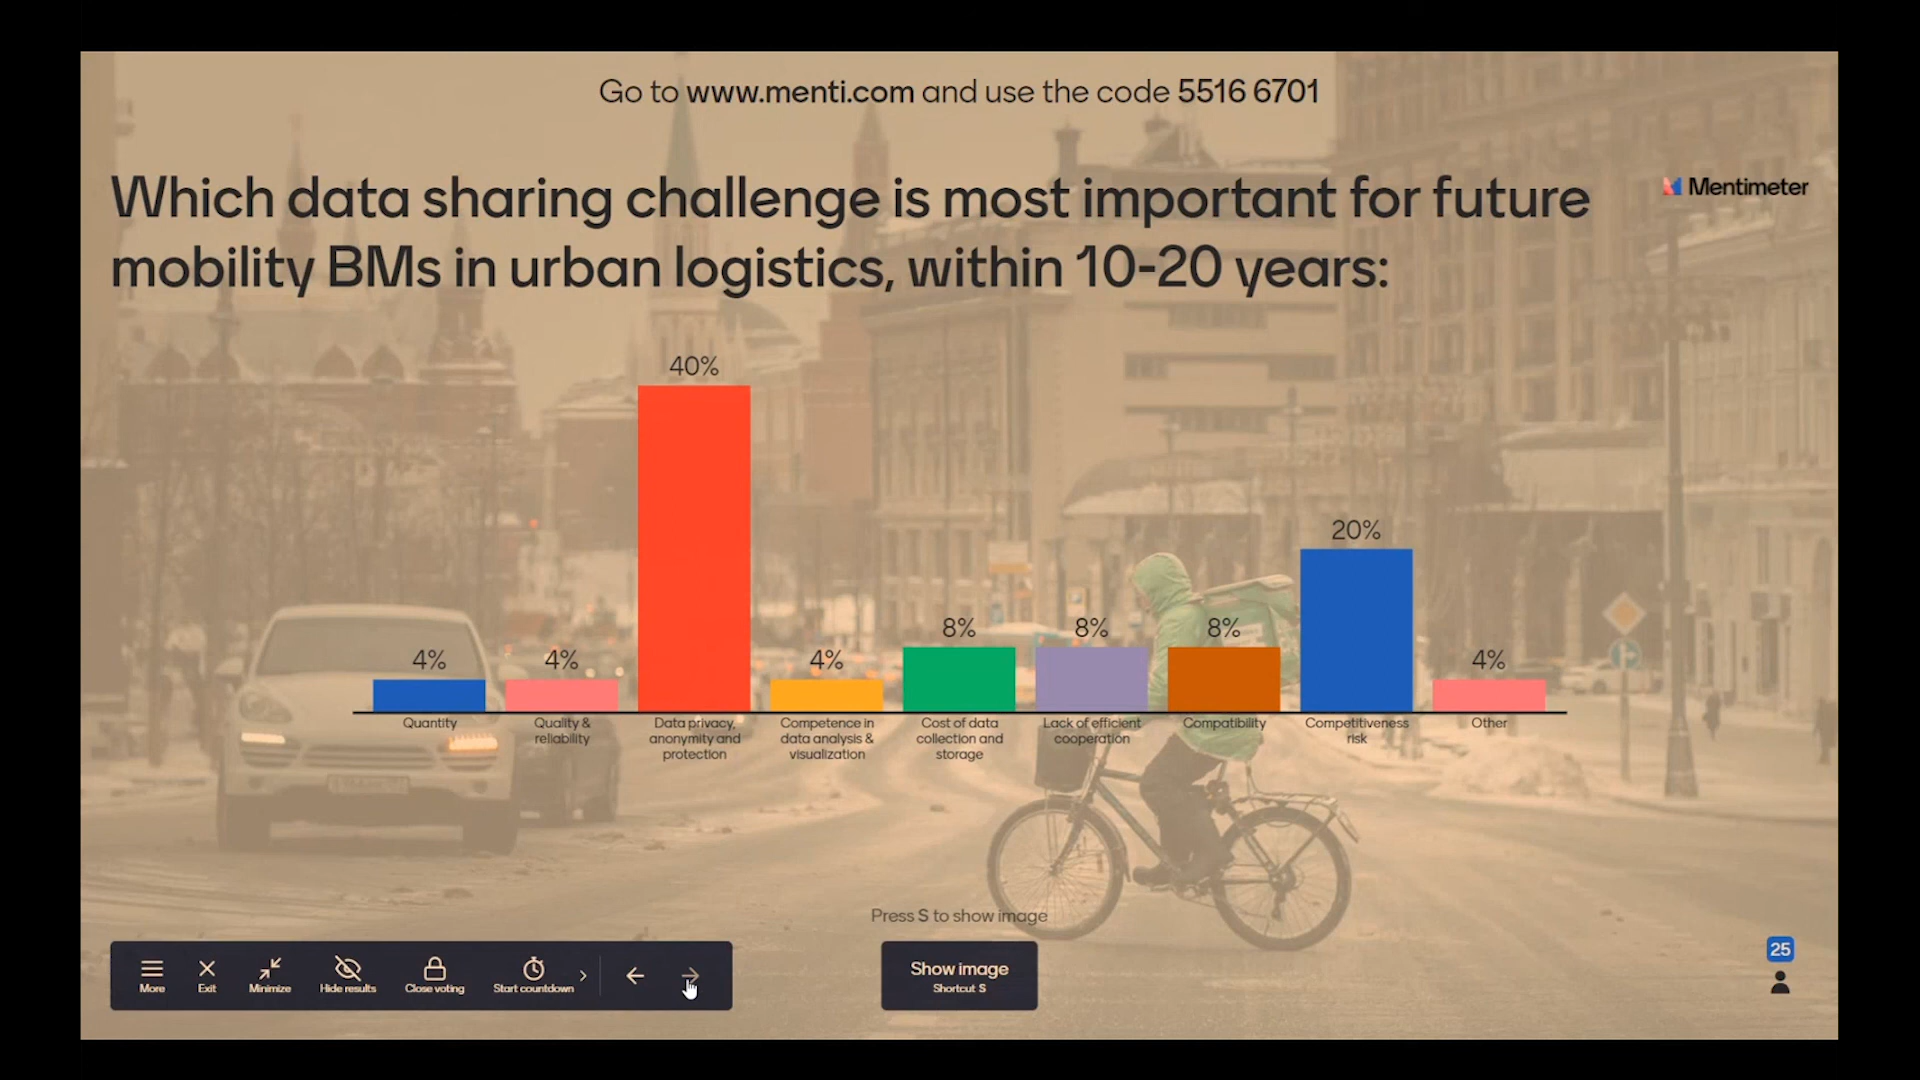 Go to www.menti.com and use the code 5516 6701
Which data sharing challenge is most important for future
mobility BMs in urban logistics, within 10-20 years:
Mentimeter
40%
20%
8%
8%
8%
4%
4%
4%
4%
Quantity
Quality &
reliability
Data privacy,
anonymity and
protection
Competence in
data analysis &
visualization
Cost of data
collection and
storage
Lack of efficient
cooperation
Compatibility
Competitiveness
risk
Other
Press S to show image
Show image
Shortcut S
More
Exit
Minimize
Hide results
Close voting
Start countdown
25